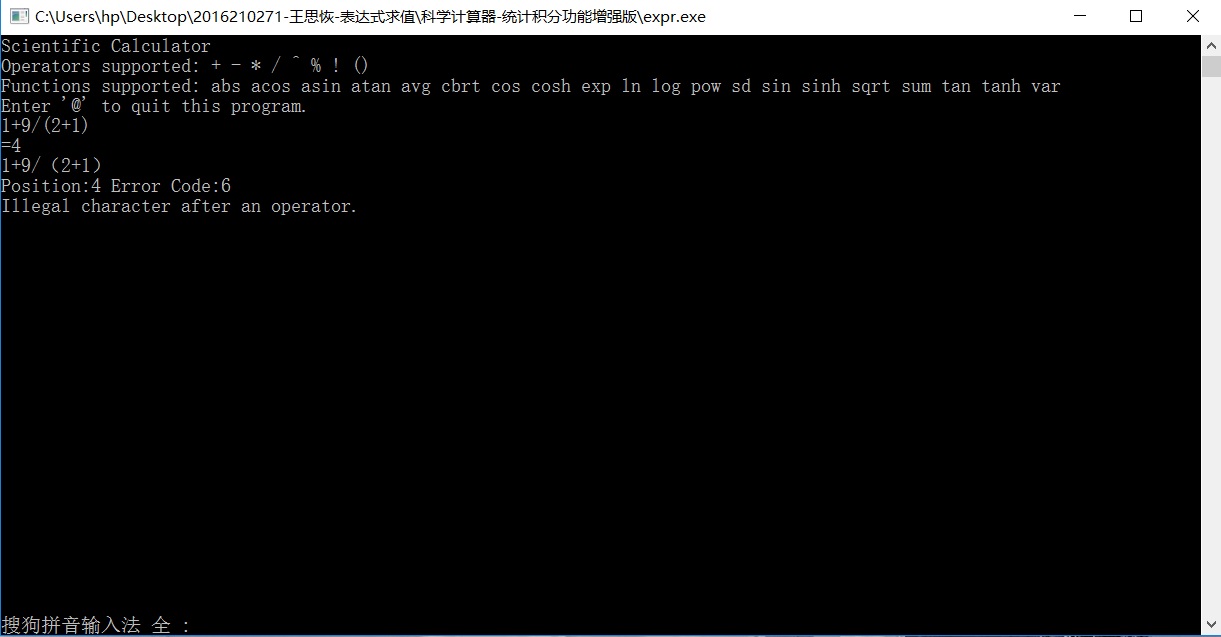 C:\Users\hp\Desktop\2016210271-王思恢-表达式求值\科学计算器-统计积分功能增强版\expr.exe
Scientific Calculator
Operators supported: + - * / ^ % ! ()
Functions supported: abs acos asin atan avg cbrt cos cosh exp ln log pow sd sin sinh sqrt sum tan tanh var
Enter '@' to quit this program.
1+9/(2+1)
=4
1+9/（2+1）
Position:4 Error Code:6
Illegal character after an operator.
搜狗拼音输入法 全 :